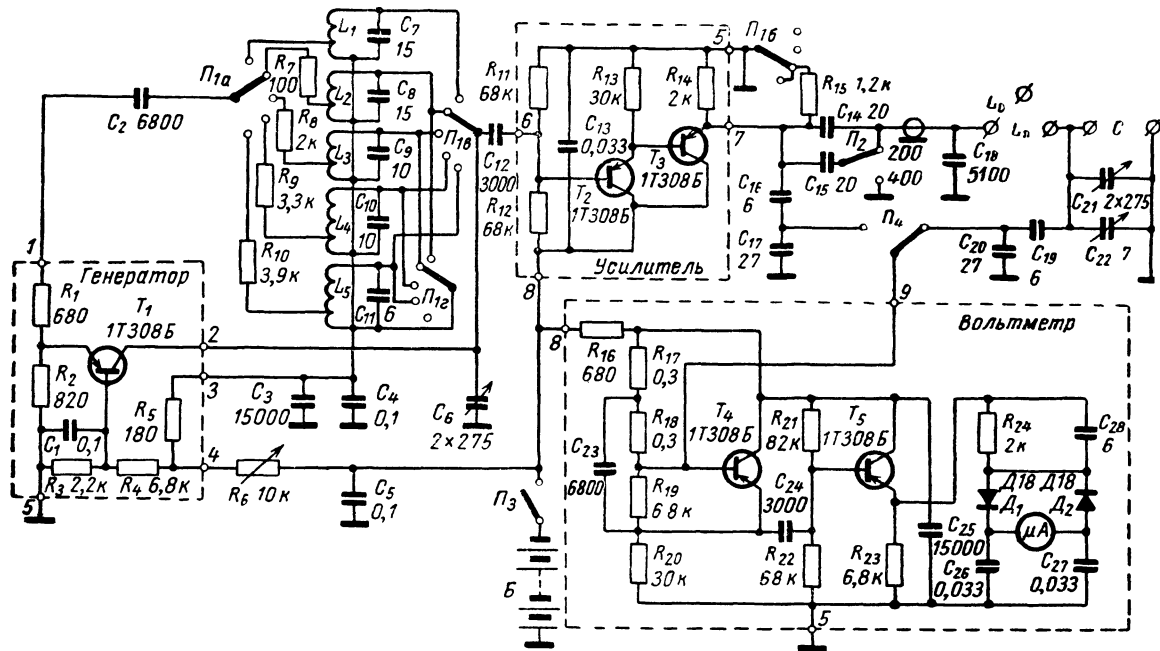 П1а
C2 6800
R7
100
R8
2к
R9
3,3к
R10
3,9к
L1
L2
L3
L4
L5
C7
15
C8
15
C9
10
C10
10
C11
6
П1в
П1г
C12
3000
6
R11
68к
R12
68к
C13
0,033
R13
30к
R14
2к
T2
1Т308Б
T3
1Т308Б
Усилитель
5
7
8
П1б
R15 1,2к
C14 20
C15 20
П2
200
400
C16
6
C17
27
C18
5100
L0
Ln
C
C21
2×275
C22
7
П4
C20
27
C19
6
9
1
Генератор
R1
680
T1
1Т308Б
R2
820
C1
0,1
R3 2,2к
R4 6,8к
R5
180
2
3
4
5
C3
15000
C4
0,1
C6
2×275
R6 10к
C5
0,1
П3
Б
Вольтметр
8
R16
680
R17
0,3
R18
0,3
C23
6800
R19
6 8к
R20
30к
T4
1Т308Б
R21
82к
T5
1Т308Б
C24
3000
R22
68к
R23
6,8к
C25
15000
R24
2к
C28
6
Д18 Д18
Д1
Д2
μА
C26
0,033
C27
0,033
5